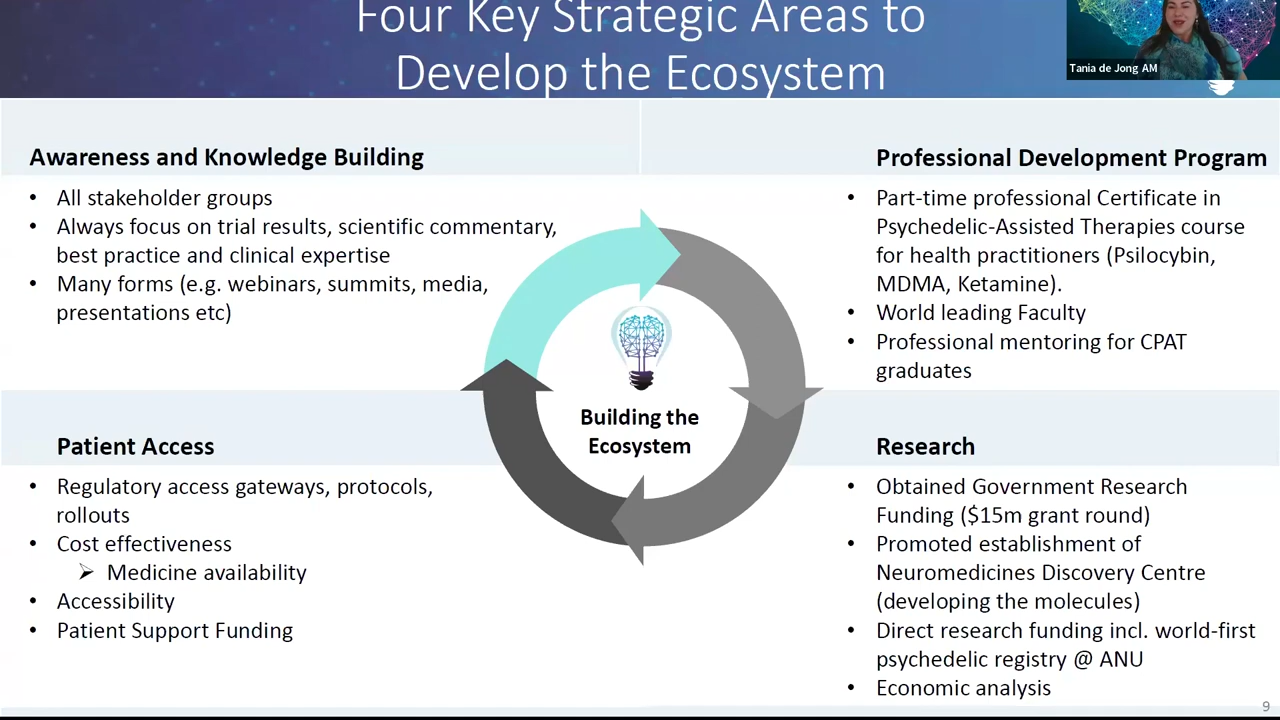 Four Key Strategic Areas to
Develop the Ecosystem
Tania de Jong AM
Awareness and Knowledge Building
• All stakeholder groups
• Always focus on trial results, scientific commentary,
best practice and clinical expertise
• Many forms (e.g. webinars, summits, media,
presentations etc)
Professional Development Program
• Part-time professional Certificate in
Psychedelic-Assisted Therapies course
for health practitioners (Psilocybin,
MDMA, Ketamine).
• World leading Faculty
• Professional mentoring for CPAT
graduates
Building the
Ecosystem
Patient Access
• Regulatory access gateways, protocols,
rollouts
• Cost effectiveness
➢ Medicine availability
• Accessibility
• Patient Support Funding
Research
• Obtained Government Research
Funding ($15m grant round)
• Promoted establishment of
Neuromedicines Discovery Centre
(developing the molecules)
• Direct research funding incl. world-first
psychedelic registry @ ANU
• Economic analysis
9